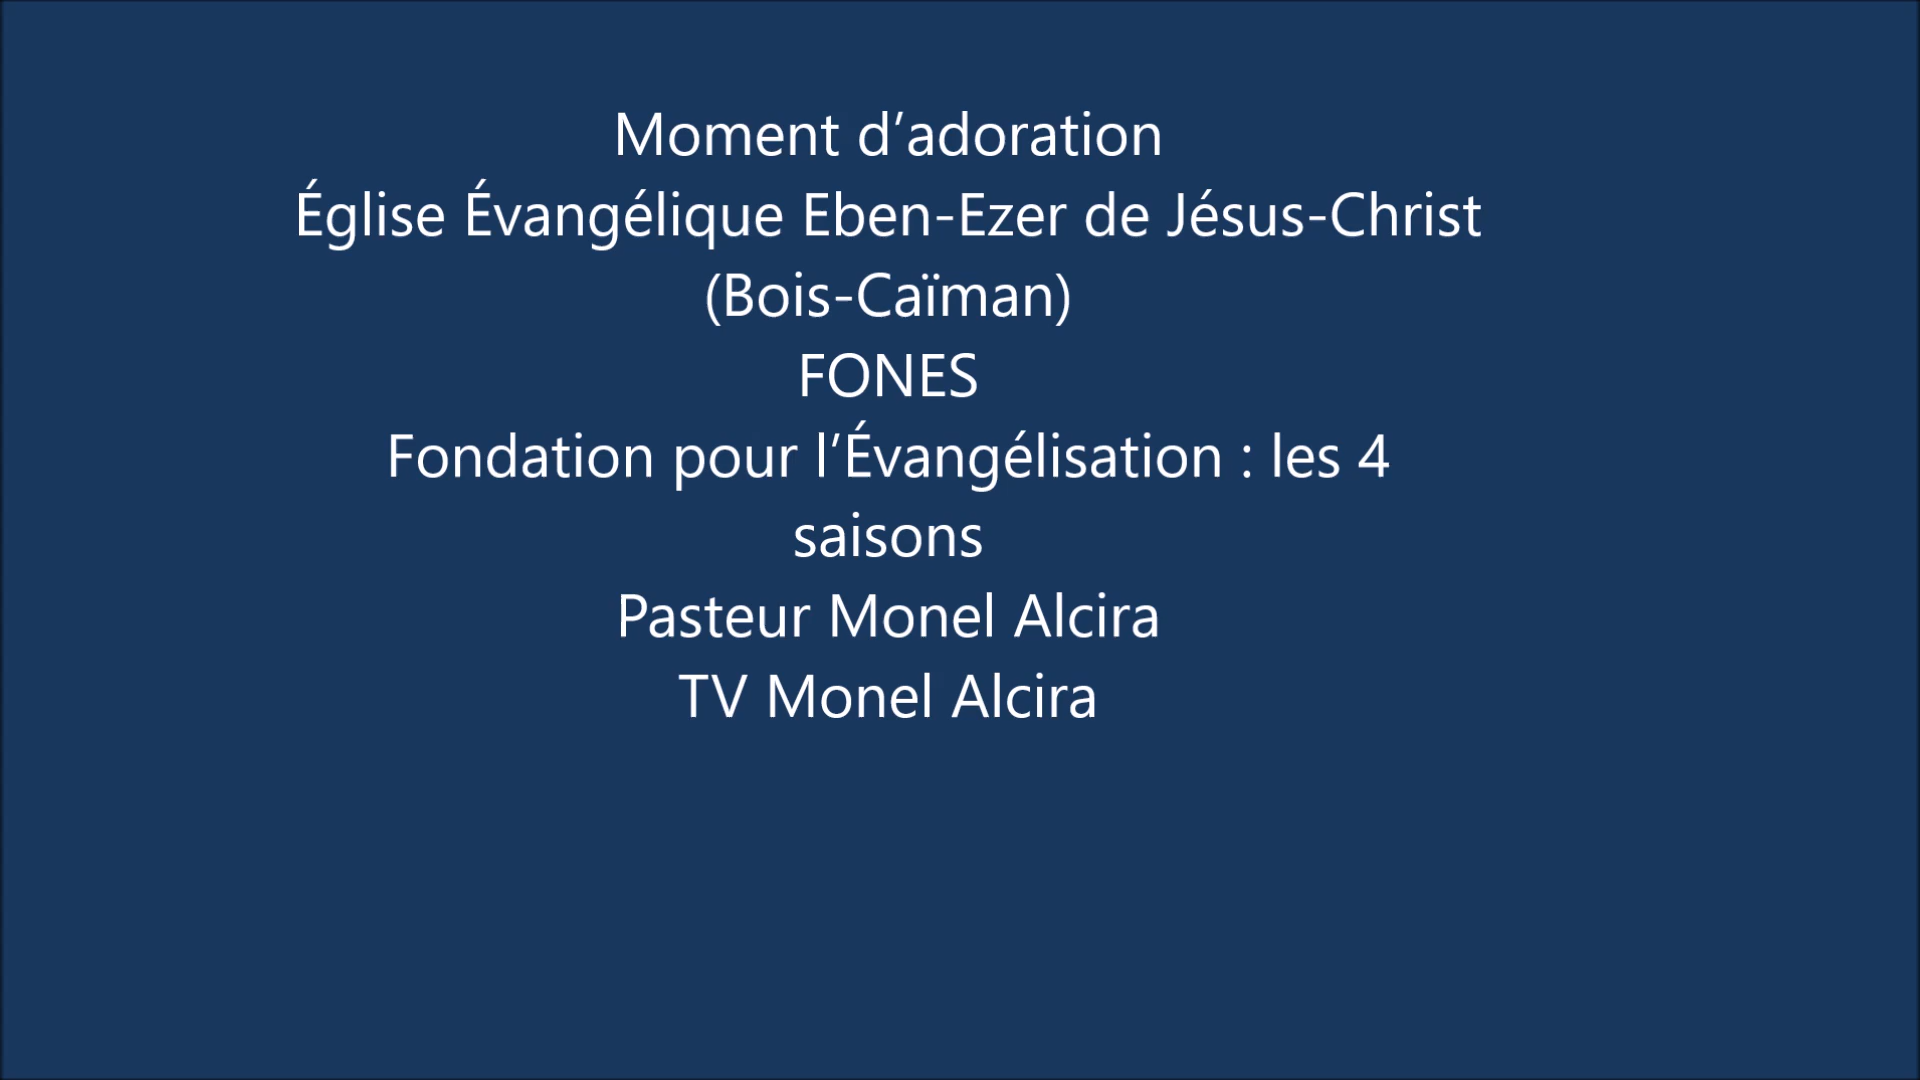 Moment d’adoration
Église Évangélique Eben-Ezer de Jésus-Christ
(Bois-Caïman)
FONES
Fondation pour l’Évangélisation : les 4
saisons
Pasteur Monel Alcira
TV Monel Alcira